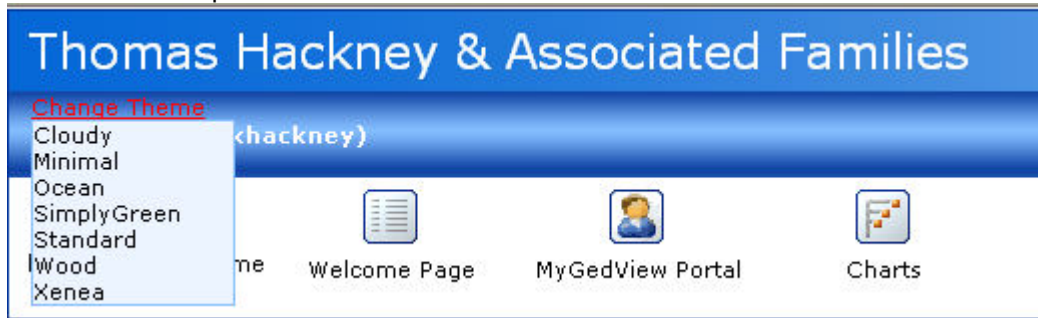 Thomas Hackney & Associated Families
Change Theme
Cloudy
Minimal
Ocean
SimplyGreen
Standard
Wood
Xenea
khackney)
me
Welcome Page
MyGedView Portal
Charts